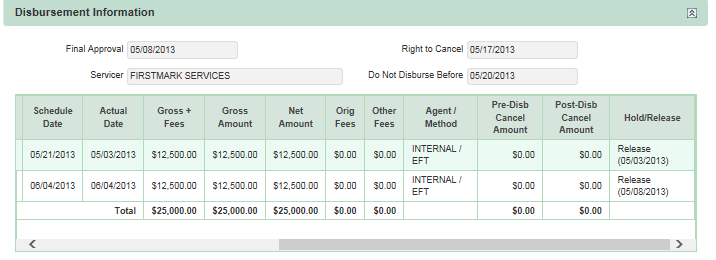 Disbursement Information
Final Approval 05/08/2013 Right to Cancel 05/17/2013
Servicer FIRSTMARK SERVICES Do Not Disburse Before 05/20/2013
Schedule Date Actual Date Gross + Fees Gross Amount Net Amount Orig Fees Other Fees Agent / Method Pre-Disb Cancel Amount Post-Disb Cancel Amount Hold/Release
05/21/2013 05/03/2013 $12,500.00 $12,500.00 $12,500.00 $0.00 $0.00 INTERNAL / EFT $0.00 $0.00 Release (05/03/2013)
06/04/2013 06/04/2013 $12,500.00 $12,500.00 $12,500.00 $0.00 $0.00 INTERNAL / EFT $0.00 $0.00 Release (05/08/2013)
Total $25,000.00 $25,000.00 $25,000.00 $0.00 $0.00 $0.00 $0.00